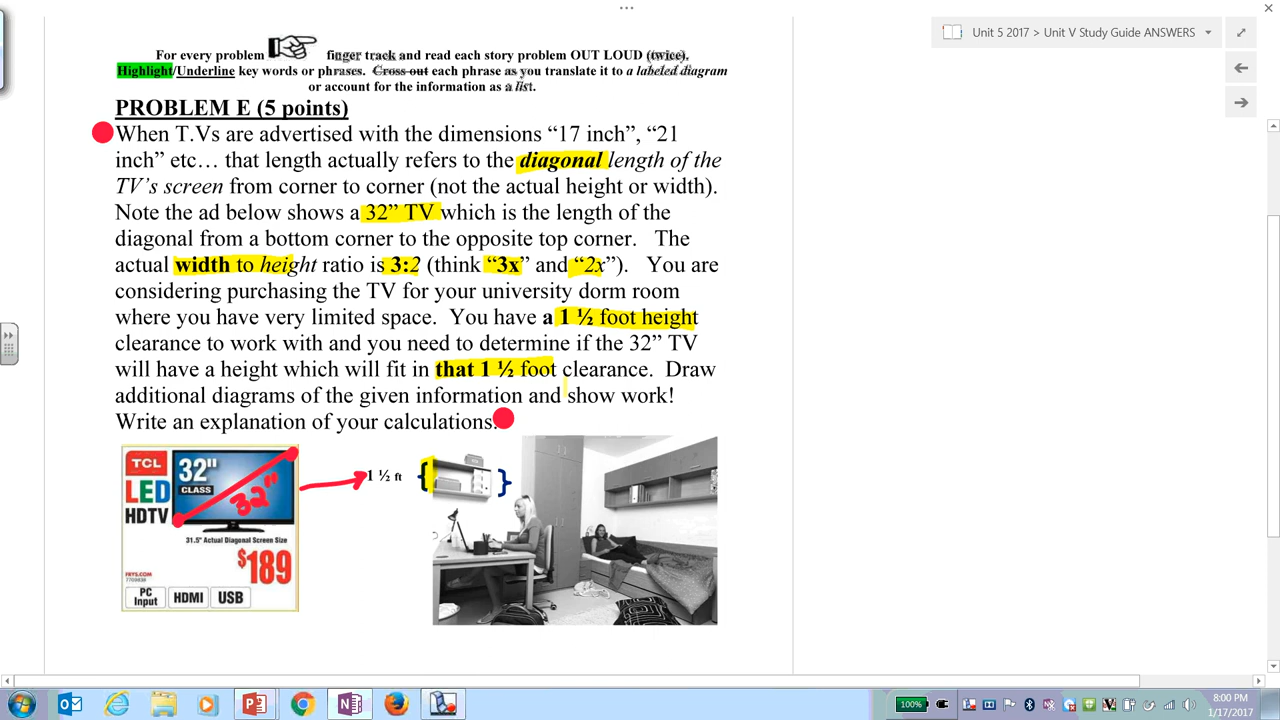 Unit 5 2017 > Unit V Study Guide ANSWERS
For every problem finger track and read each story problem OUT LOUD (twice).
Highlight/Underline key words or phrases. Cross out each phrase as you translate it to a labeled diagram
or account for the information as a list.
PROBLEM E (5 points)
When T.Vs are advertised with the dimensions “17 inch”, “21
inch” etc… that length actually refers to the diagonal length of the
TV’s screen from corner to corner (not the actual height or width).
Note the ad below shows a 32” TV which is the length of the
diagonal from a bottom corner to the opposite top corner. The
actual width to height ratio is 3:2 (think “3x” and “2x”). You are
considering purchasing the TV for your university dorm room
where you have very limited space. You have a 1 ½ foot height
clearance to work with and you need to determine if the 32” TV
will have a height which will fit in that 1 ½ foot clearance. Draw
additional diagrams of the given information and show work!
Write an explanation of your calculations.
TCL
LED
HDTV
32"
CLASS
32"
31.5" Actual Diagonal Screen Size
$189
FRYS.COM
PC
Input
HDMI
USB
1 ½ ft
100%
8:00 PM
1/17/2017